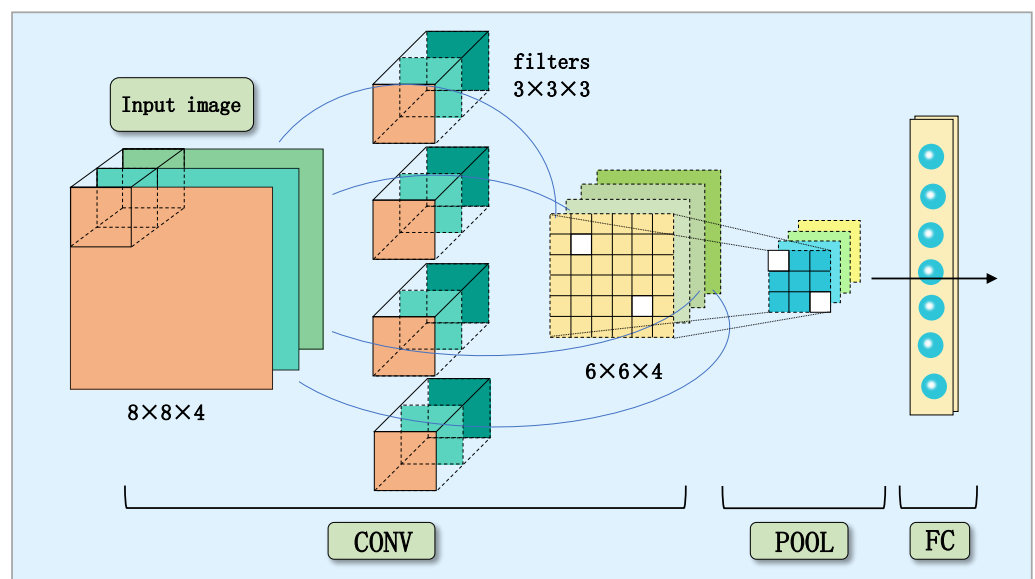 Input image
filters
3×3×3
8×8×4
6×6×4
CONV
POOL
FC